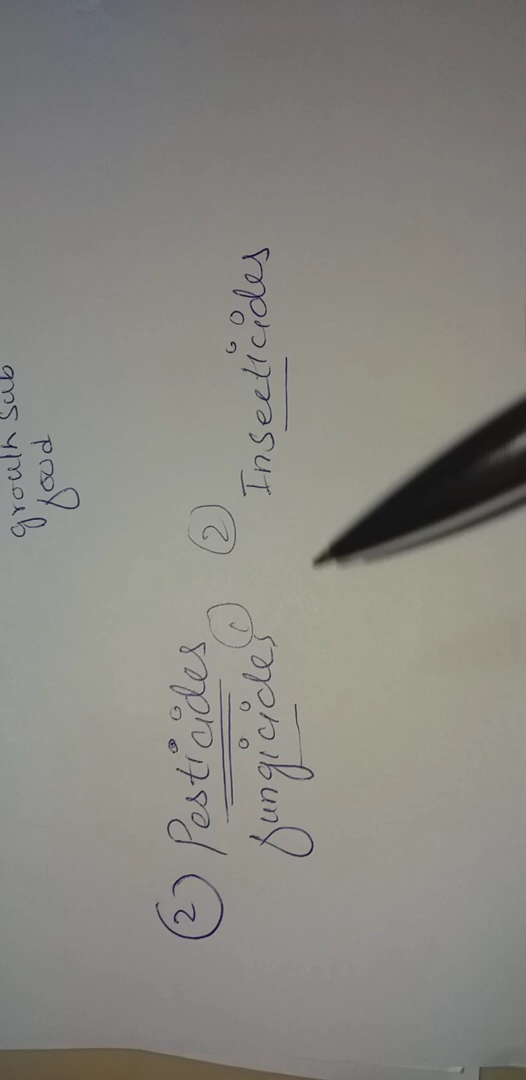 growth sub
food
(2) Pesticides
(1) (2)
fungicides Insecticides